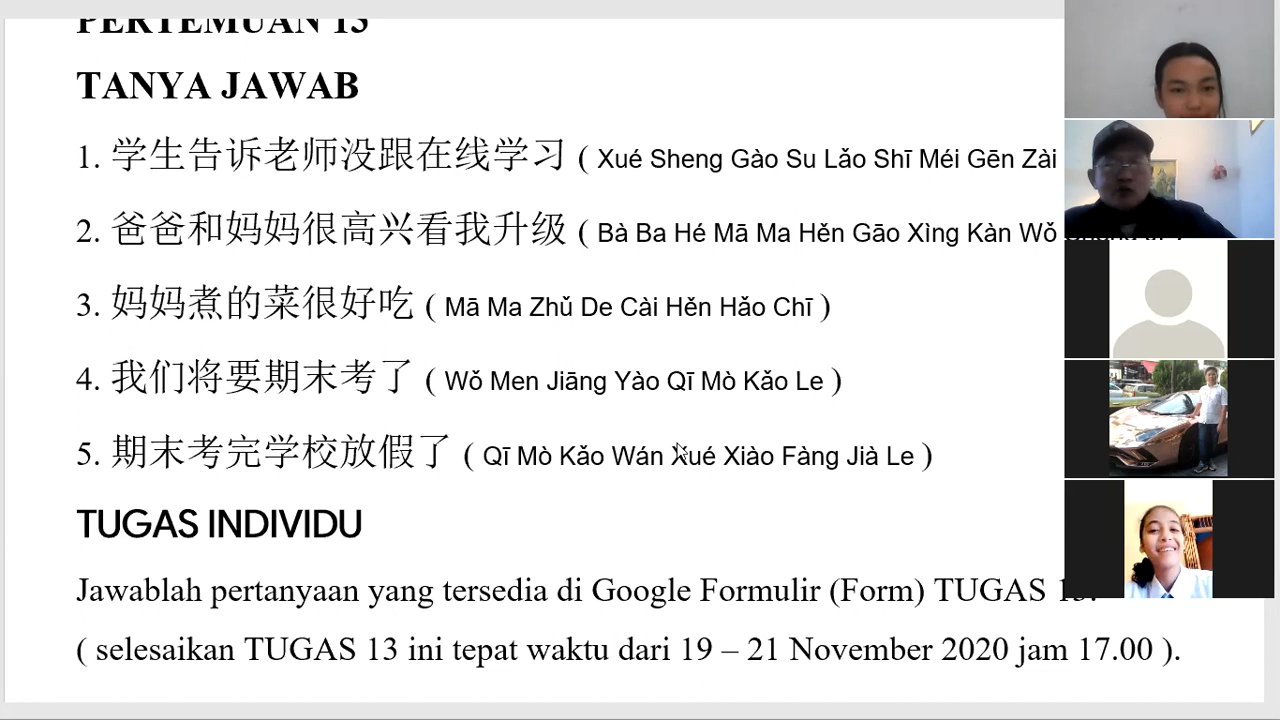 PERTEMUAN 13
TANYA JAWAB
1. 学生告诉老师没跟在线学习 ( Xué Sheng Gào Su Lǎo Shī Méi Gēn Zài
2. 爸爸和妈妈很高兴看我升级 ( Bà Ba Hé Mā Ma Hěn Gāo Xìng Kàn Wǒ
3. 妈妈煮的菜很好吃 ( Mā Ma Zhǔ De Cài Hěn Hǎo Chī )
4. 我们将要期末考了 ( Wǒ Men Jiāng Yào Qī Mò Kǎo Le )
5. 期末考完学校放假了 ( Qī Mò Kǎo Wán Xué Xiào Fàng Jià Le )
TUGAS INDIVIDU
Jawablah pertanyaan yang tersedia di Google Formulir (Form) TUGAS 13.
( selesaikan TUGAS 13 ini tepat waktu dari 19 – 21 November 2020 jam 17.00 ).